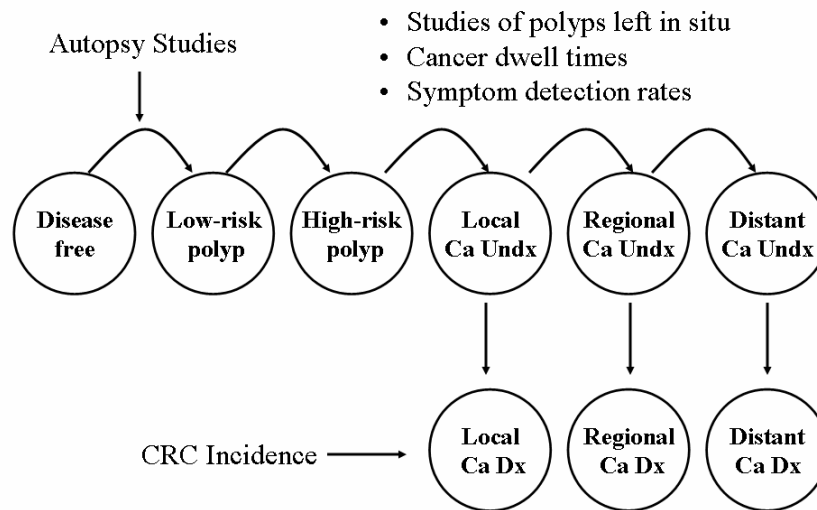 Autopsy Studies
• Studies of polyps left in situ
• Cancer dwell times
• Symptom detection rates
Disease
free
Low-risk
polyp
High-risk
polyp
Local
Ca Undx
Regional
Ca Undx
Distant
Ca Undx
CRC Incidence
Local
Ca Dx
Regional
Ca Dx
Distant
Ca Dx